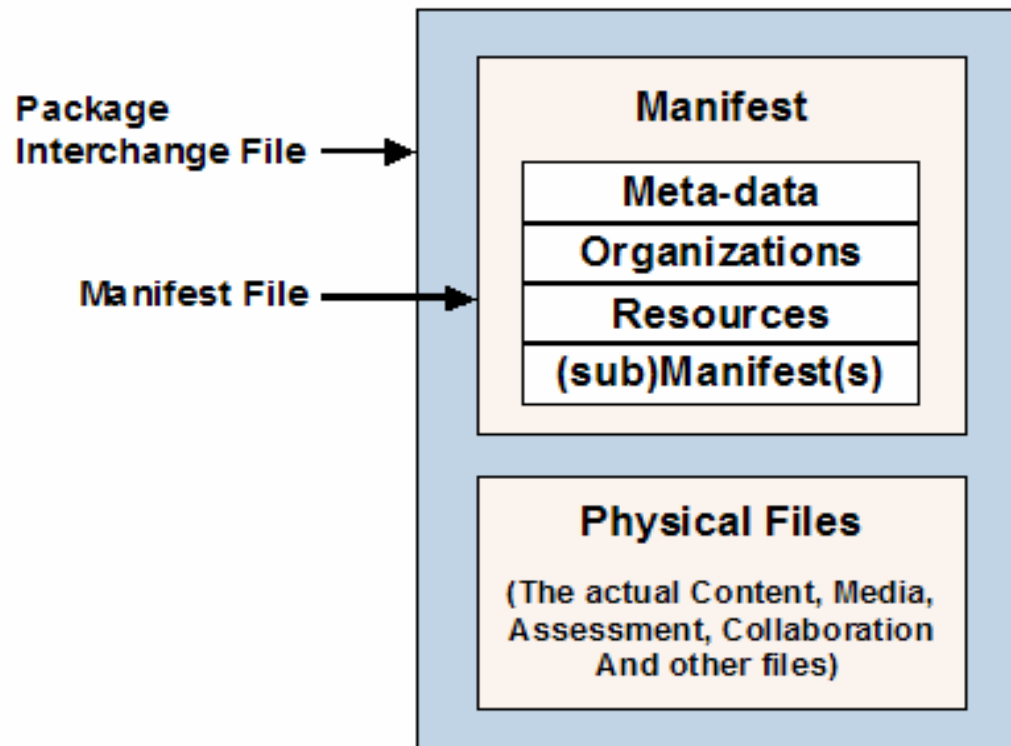 Package
Interchange File
Manifest File
Manifest
Meta-data
Organizations
Resources
(sub)Manifest(s)
Physical Files
(The actual Content, Media,
Assessment, Collaboration
And other files)